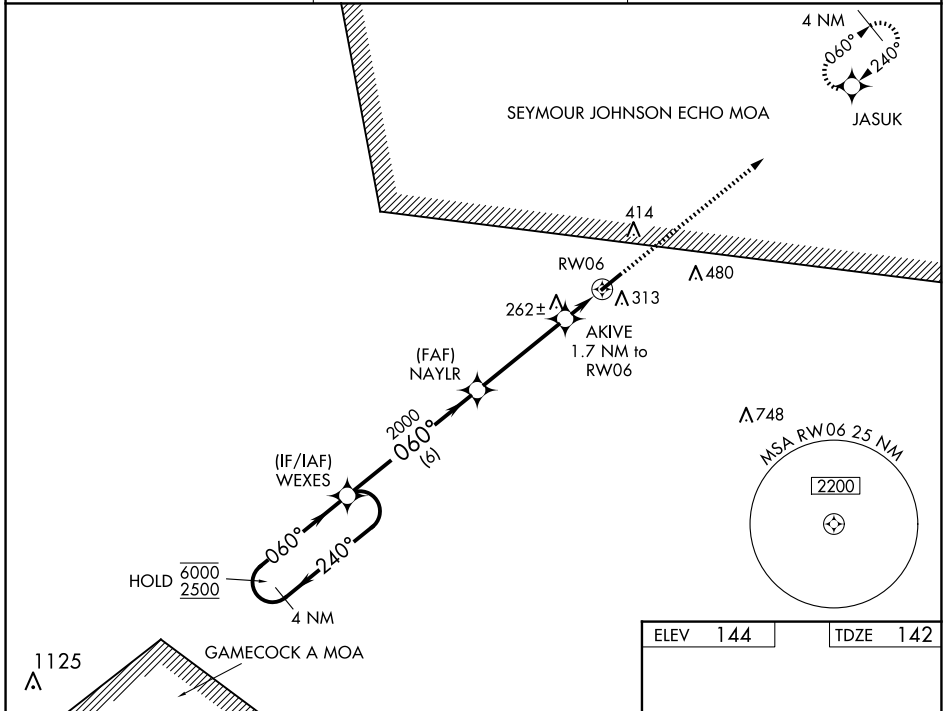 4 NM
060°
240°
JASUK
SEYMOUR JOHNSON ECHO MOA
414
RW06
480
313
262±
AKIVE
1.7 NM to
RW06
(FAF)
NAYLR
2000
060°
(6)
748
MSA RW06 25 NM
2200
(IF/IAF)
WEXES
060°
240°
HOLD 6000
2500
4 NM
GAMECOCK A MOA
1125
ELEV 144
TDZE 142